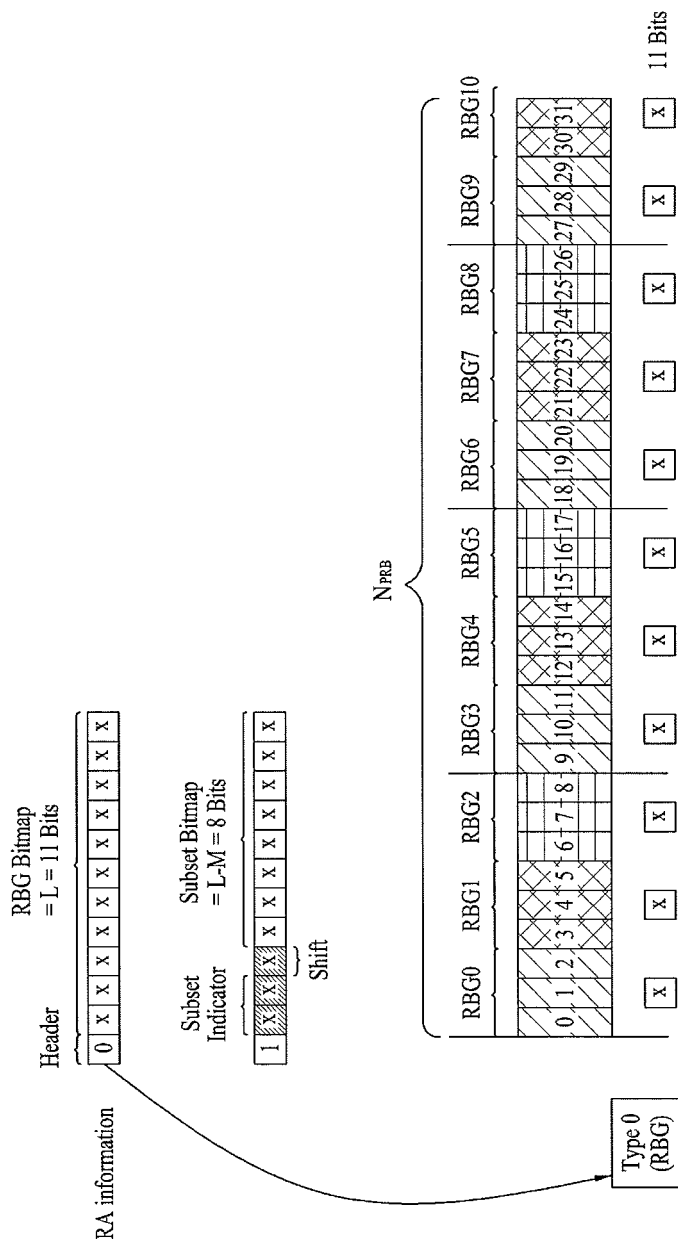 RBG Bitmap
= L = 11 Bits
Header
RA information
0 x x x x x x x x x x x
Subset Indicator
Subset Bitmap
= L-M = 8 Bits
1 x x x x x x x x x x x
Shift
NPRB
RBG0 RBG1 RBG2 RBG3 RBG4 RBG5 RBG6 RBG7 RBG8 RBG9 RBG10
0 1 2 3 4 5 6 7 8 9 10 11 12 13 14 15 16 17 18 19 20 21 22 23 24 25 26 27 28 29 30 31
Type 0
(RBG)
x x x x x x x x x x x 11 Bits